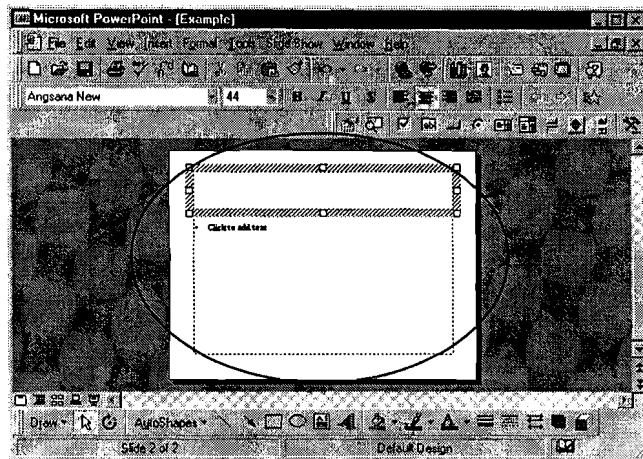 Microsoft PowerPoint - [Example]
File Edit View Insert Format Tools Slide Show Window Help
Angsana New 44 B I U S
• Click to add text
Draw AutoShapes
Slide 2 of 2 Default Design